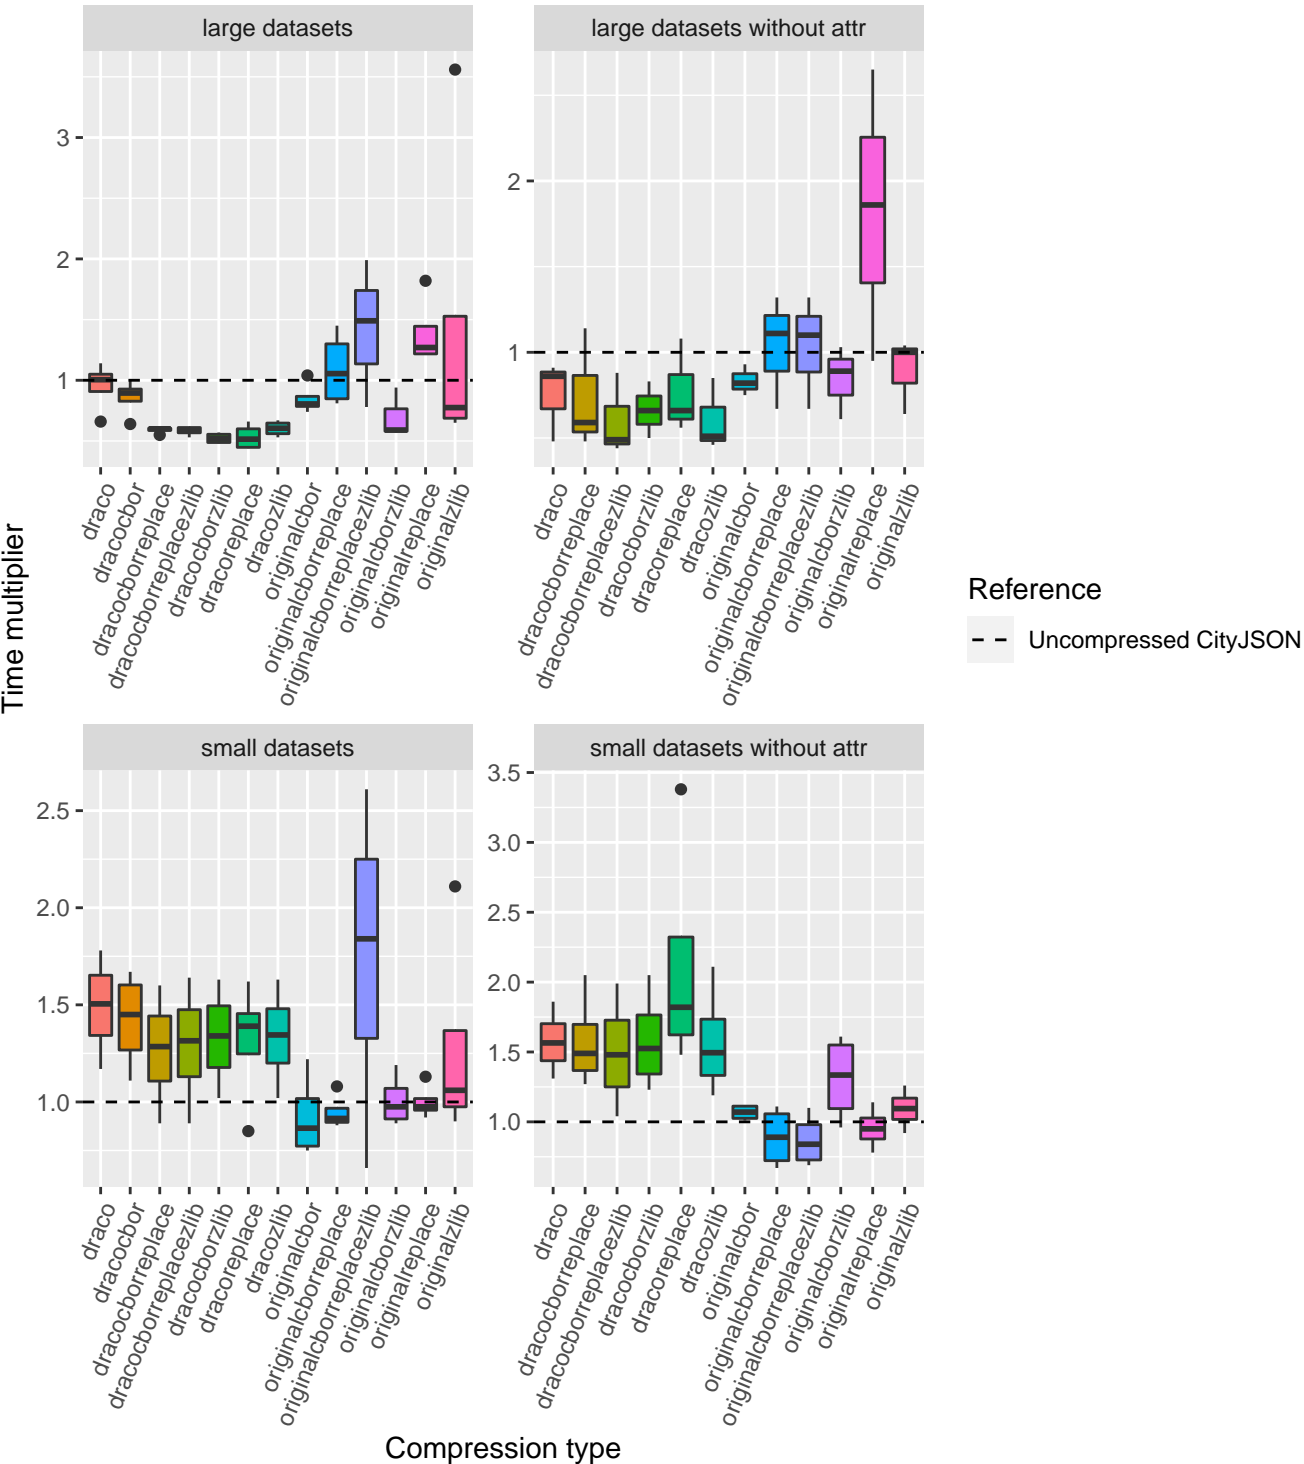 large datasets
large datasets without attr
3
2
1
2
1
draco
dracocbor
dracocborreplace
dracocborreplacezlib
dracocborzlib
dracoreplace
dracozlib
originalcbor
originalcborreplace
originalcborreplacezlib
originalcborzlib
originalreplace
originalzlib
draco
dracocborreplace
dracocborreplacezlib
dracocborzlib
dracoreplace
dracozlib
originalcbor
originalcborreplace
originalcborreplacezlib
originalcborzlib
originalreplace
originalzlib
Time multiplier
Reference
Uncompressed CityJSON
small datasets
small datasets without attr
2.5
2.0
1.5
1.0
3.5
3.0
2.5
2.0
1.5
1.0
draco
dracocbor
dracocborreplace
dracocborreplacezlib
dracocborzlib
dracoreplace
dracozlib
originalcbor
originalcborreplace
originalcborreplacezlib
originalcborzlib
originalreplace
originalzlib
draco
dracocborreplace
dracocborreplacezlib
dracocborzlib
dracoreplace
dracozlib
originalcbor
originalcborreplace
originalcborreplacezlib
originalcborzlib
originalreplace
originalzlib
Compression type